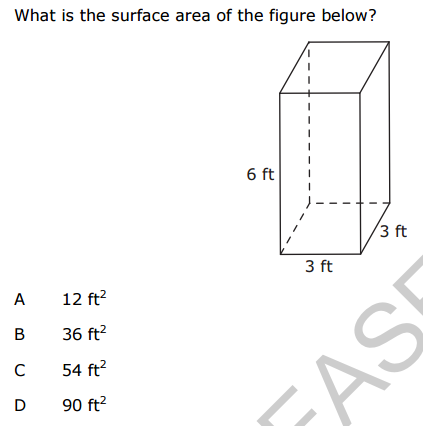 What is the surface area of the figure below?
6 ft
3 ft
3 ft
A 12 ft²
B 36 ft²
C 54 ft²
D 90 ft²
EASE